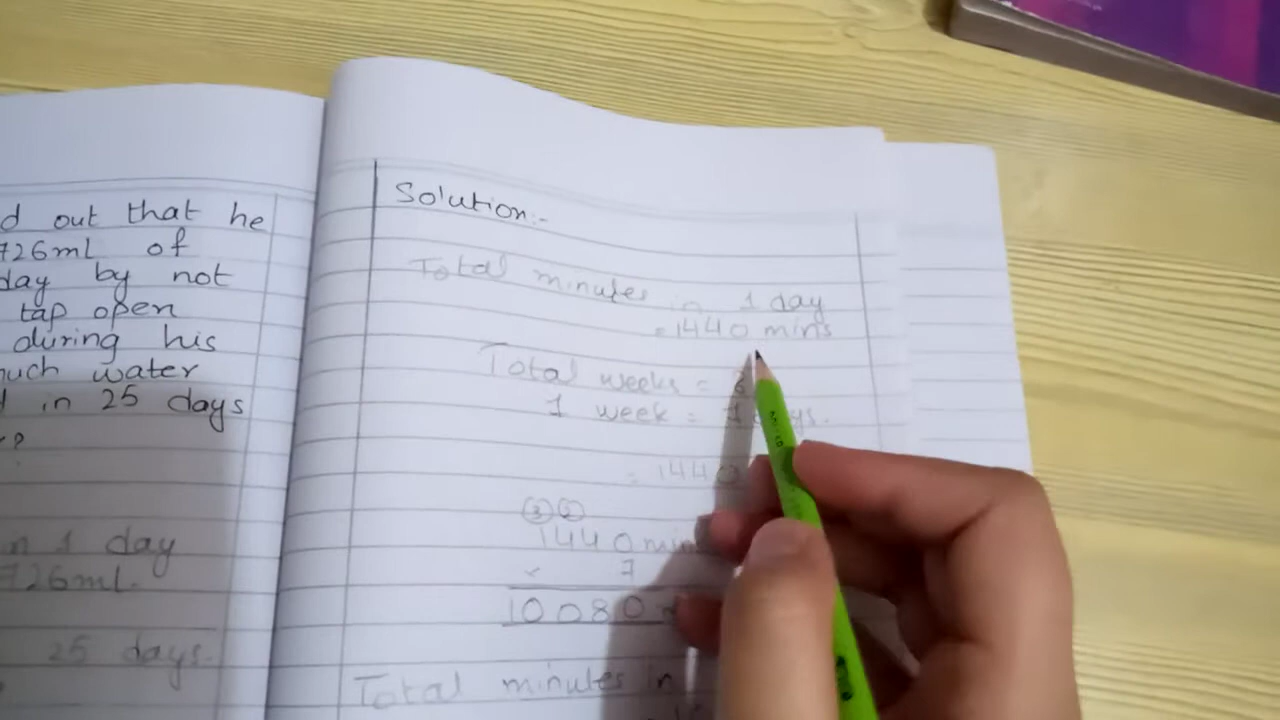 d out that he
726ml of
day by not
tap open
during his
much water
d in 25 days
r?
n 1 day
726ml.
25 days.
Solution:-
Total minutes in 1 day
=1440 mins
Total weeks =
1 week =
= 1440
1440 min
× 7
10080
Total minutes in